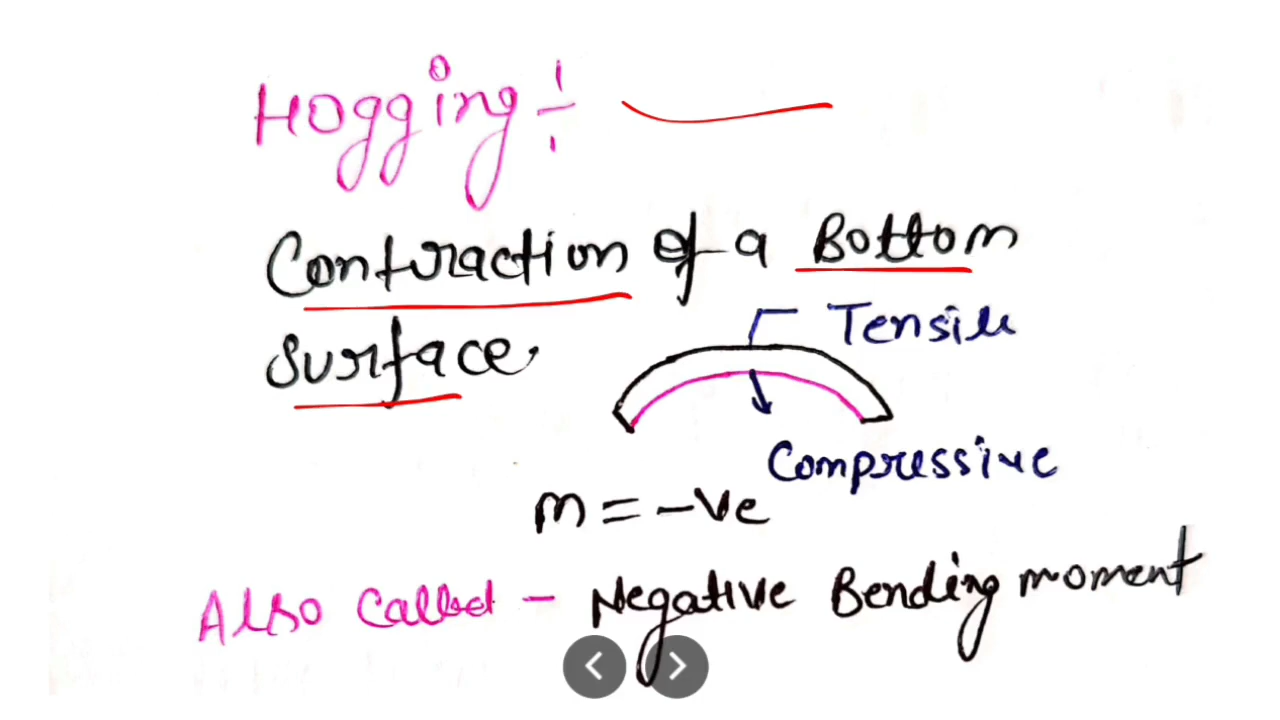 Hogging :-
Contraction of a Bottom
Surface.
Tensile
Compressive
m = -ve
Also Called - Negative Bending moment